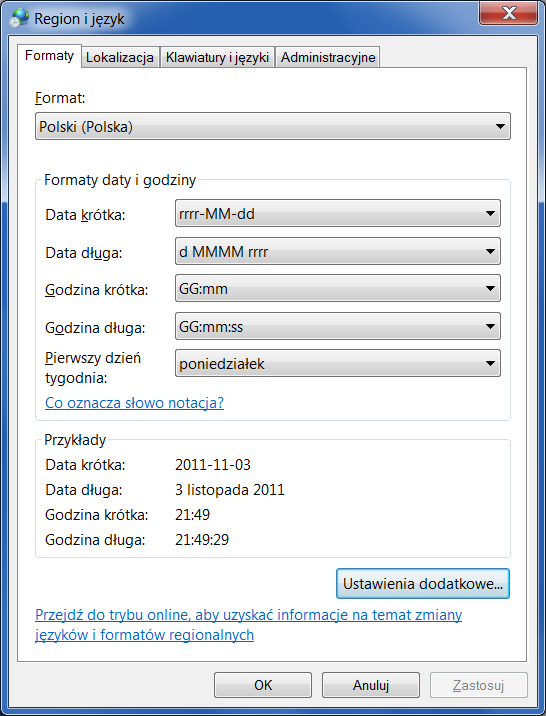 Region i język
Formaty Lokalizacja Klawiatury i języki Administracyjne
Format:
Polski (Polska)
Formaty daty i godziny
Data krótka: rrrr-MM-dd
Data długa: d MMMM rrrr
Godzina krótka: GG:mm
Godzina długa: GG:mm:ss
Pierwszy dzień
tygodnia: poniedziałek
Co oznacza słowo notacja?
Przykłady
Data krótka: 2011-11-03
Data długa: 3 listopada 2011
Godzina krótka: 21:49
Godzina długa: 21:49:29
Ustawienia dodatkowe...
Przejdź do trybu online, aby uzyskać informacje na temat zmiany
języków i formatów regionalnych
OK Anuluj Zastosuj